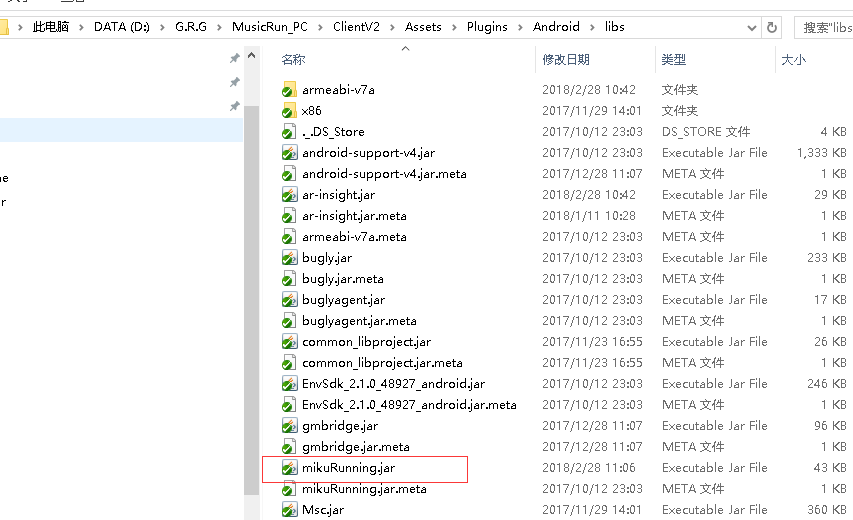 此电脑 > DATA (D:) > G.R.G > MusicRun_PC > ClientV2 > Assets > Plugins > Android > libs 搜索"libs
名称 修改日期 类型 大小
armeabi-v7a 2018/2/28 10:42 文件夹
x86 2017/11/29 14:01 文件夹
._.DS_Store 2017/10/12 23:03 DS_STORE 文件 4 KB
android-support-v4.jar 2017/10/12 23:03 Executable Jar File 1,333 KB
android-support-v4.jar.meta 2017/12/28 11:07 META 文件 1 KB
ar-insight.jar 2018/2/28 10:42 Executable Jar File 29 KB
ar-insight.jar.meta 2018/1/11 10:28 META 文件 1 KB
armeabi-v7a.meta 2017/10/12 23:03 META 文件 1 KB
bugly.jar 2017/10/12 23:03 Executable Jar File 233 KB
bugly.jar.meta 2017/10/12 23:03 META 文件 1 KB
buglyagent.jar 2017/10/12 23:03 Executable Jar File 17 KB
buglyagent.jar.meta 2017/10/12 23:03 META 文件 1 KB
common_libproject.jar 2017/11/23 16:55 Executable Jar File 26 KB
common_libproject.jar.meta 2017/11/23 16:55 META 文件 1 KB
EnvSdk_2.1.0_48927_android.jar 2017/10/12 23:03 Executable Jar File 246 KB
EnvSdk_2.1.0_48927_android.jar.meta 2017/10/12 23:03 META 文件 1 KB
gmbridge.jar 2017/12/28 11:07 Executable Jar File 96 KB
gmbridge.jar.meta 2017/12/28 11:07 META 文件 1 KB
mikuRunning.jar 2018/2/28 11:06 Executable Jar File 43 KB
mikuRunning.jar.meta 2017/10/12 23:03 META 文件 1 KB
Msc.jar 2017/11/29 14:01 Executable Jar File 360 KB